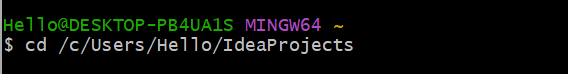 Hello@DESKTOP-PB4UA1S MINGW64 ~
$ cd /c/Users/Hello/IdeaProjects